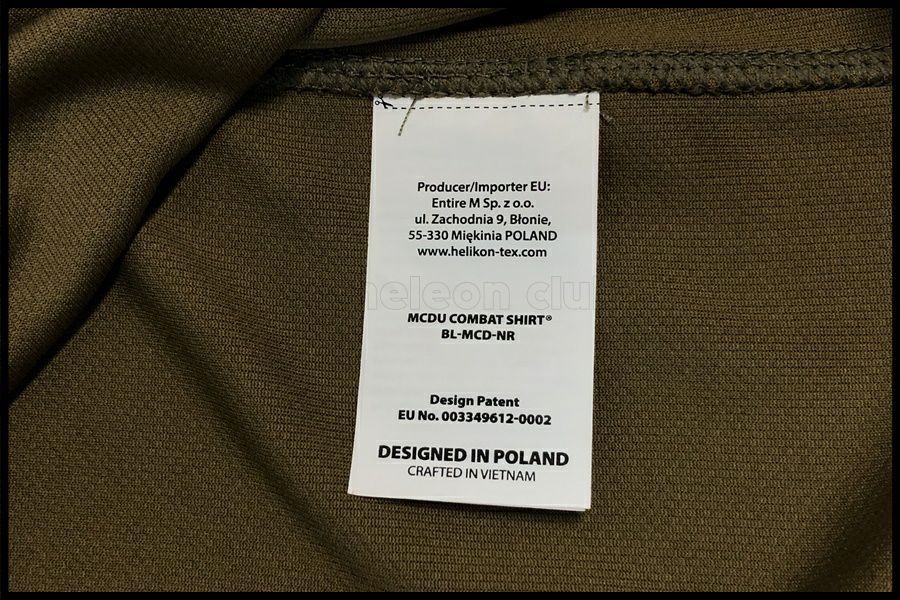 Producer/Importer EU:
Entire M Sp. z o.o.
ul. Zachodnia 9, Błonie,
55-330 Miękinia POLAND
www.helikon-tex.com
MCDU COMBAT SHIRT®
BL-MCD-NR
Design Patent
EU No. 003349612-0002
DESIGNED IN POLAND
CRAFTED IN VIETNAM